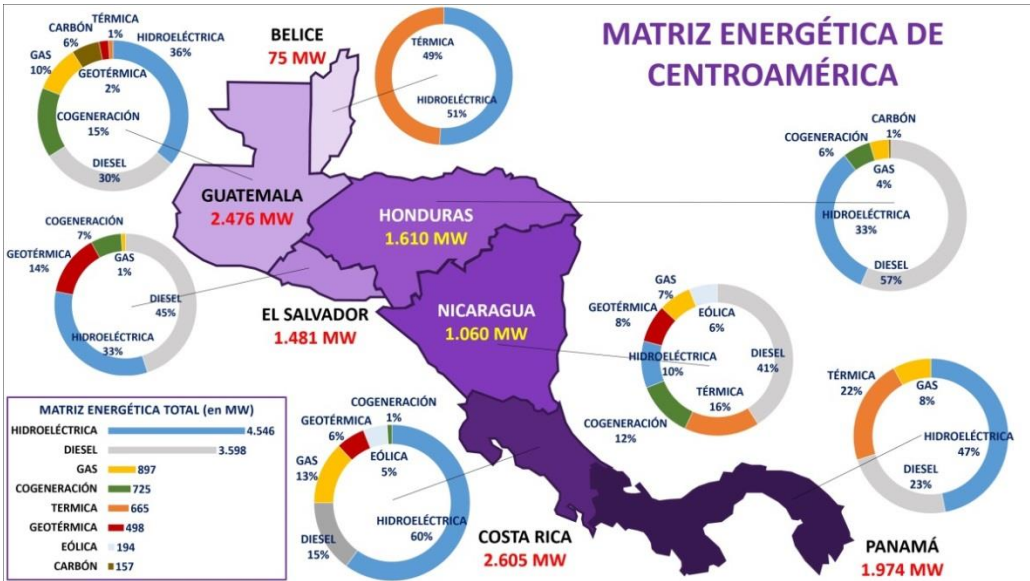 MATRIZ ENERGÉTICA DE
CENTROAMÉRICA
CARBÓN
6%
TÉRMICA
1%
HIDROELÉCTRICA
36%
GAS
10%
GEOTÉRMICA
2%
COGENERACIÓN
15%
DIESEL
30%
GUATEMALA
2.476 MW
BELICE
75 MW
TÉRMICA
49%
HIDROELÉCTRICA
51%
HONDURAS
1.610 MW
CARBÓN
1%
COGENERACIÓN
6%
GAS
4%
HIDROELÉCTRICA
33%
DIESEL
57%
COGENERACIÓN
7%
GEOTÉRMICA
14%
GAS
1%
DIESEL
45%
HIDROELÉCTRICA
33%
EL SALVADOR
1.481 MW
NICARAGUA
1.060 MW
GAS
7%
EÓLICA
6%
GEOTÉRMICA
8%
DIESEL
41%
HIDROELÉCTRICA
10%
TÉRMICA
16%
COGENERACIÓN
12%
MATRIZ ENERGÉTICA TOTAL (en MW)
HIDROELÉCTRICA 4.546
DIESEL 3.598
GAS 897
COGENERACIÓN 725
TERMICA 665
GEOTÉRMICA 498
EÓLICA 194
CARBÓN 157
COGENERACIÓN
1%
GEOTÉRMICA
6%
EÓLICA
5%
GAS
13%
HIDROELÉCTRICA
60%
DIESEL
15%
COSTA RICA
2.605 MW
TÉRMICA
22%
GAS
8%
HIDROELÉCTRICA
47%
DIESEL
23%
PANAMÁ
1.974 MW